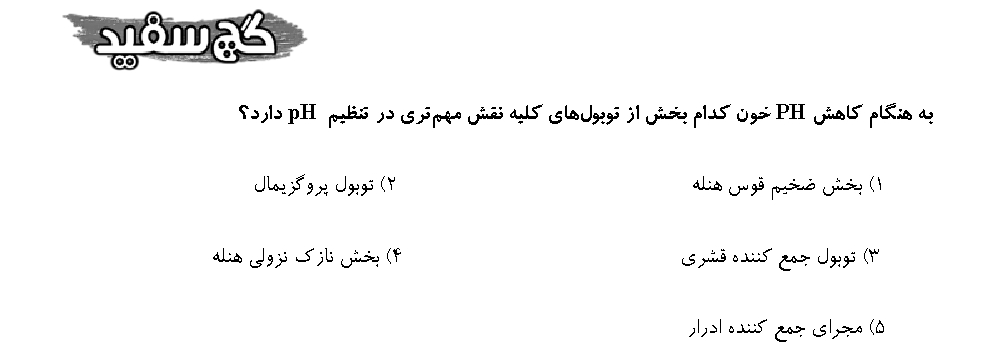 گچ سفید
به هنگام کاهش PH خون کدام بخش از توبول‌های کلیه نقش مهم‌تری در تنظیم pH دارد؟
۱) بخش ضخیم قوس هنله ۲) توبول پروگزیمال
۳) توبول جمع کننده قشری ۴) بخش نازک نزولی هنله
۵) مجرای جمع کننده ادرار